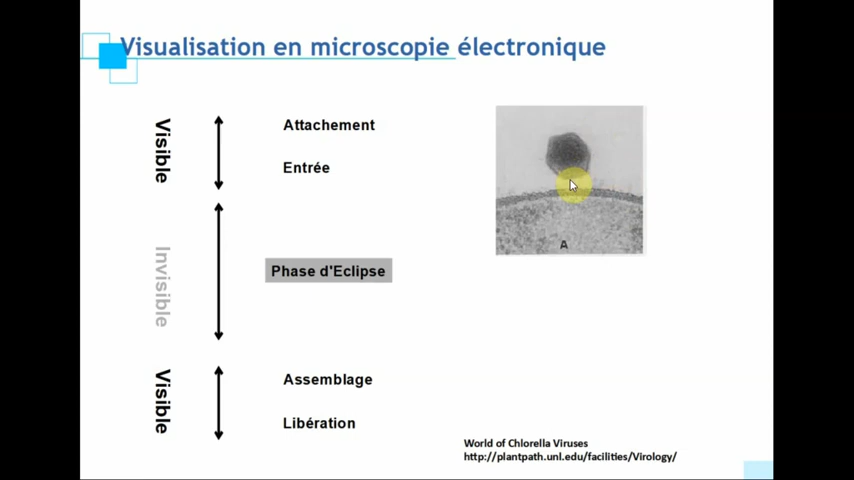 Visualisation en microscopie électronique
Visible
Attachement
Entrée
Invisible
Phase d'Eclipse
A
Visible
Assemblage
Libération
World of Chlorella Viruses
http://plantpath.unl.edu/facilities/Virology/